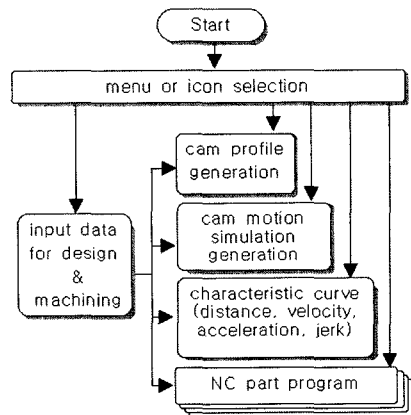 Start
menu or icon selection
cam profile
generation
input data
for design
&
machining
cam motion
simulation
generation
characteristic curve
(distance, velocity,
acceleration, jerk)
NC part program